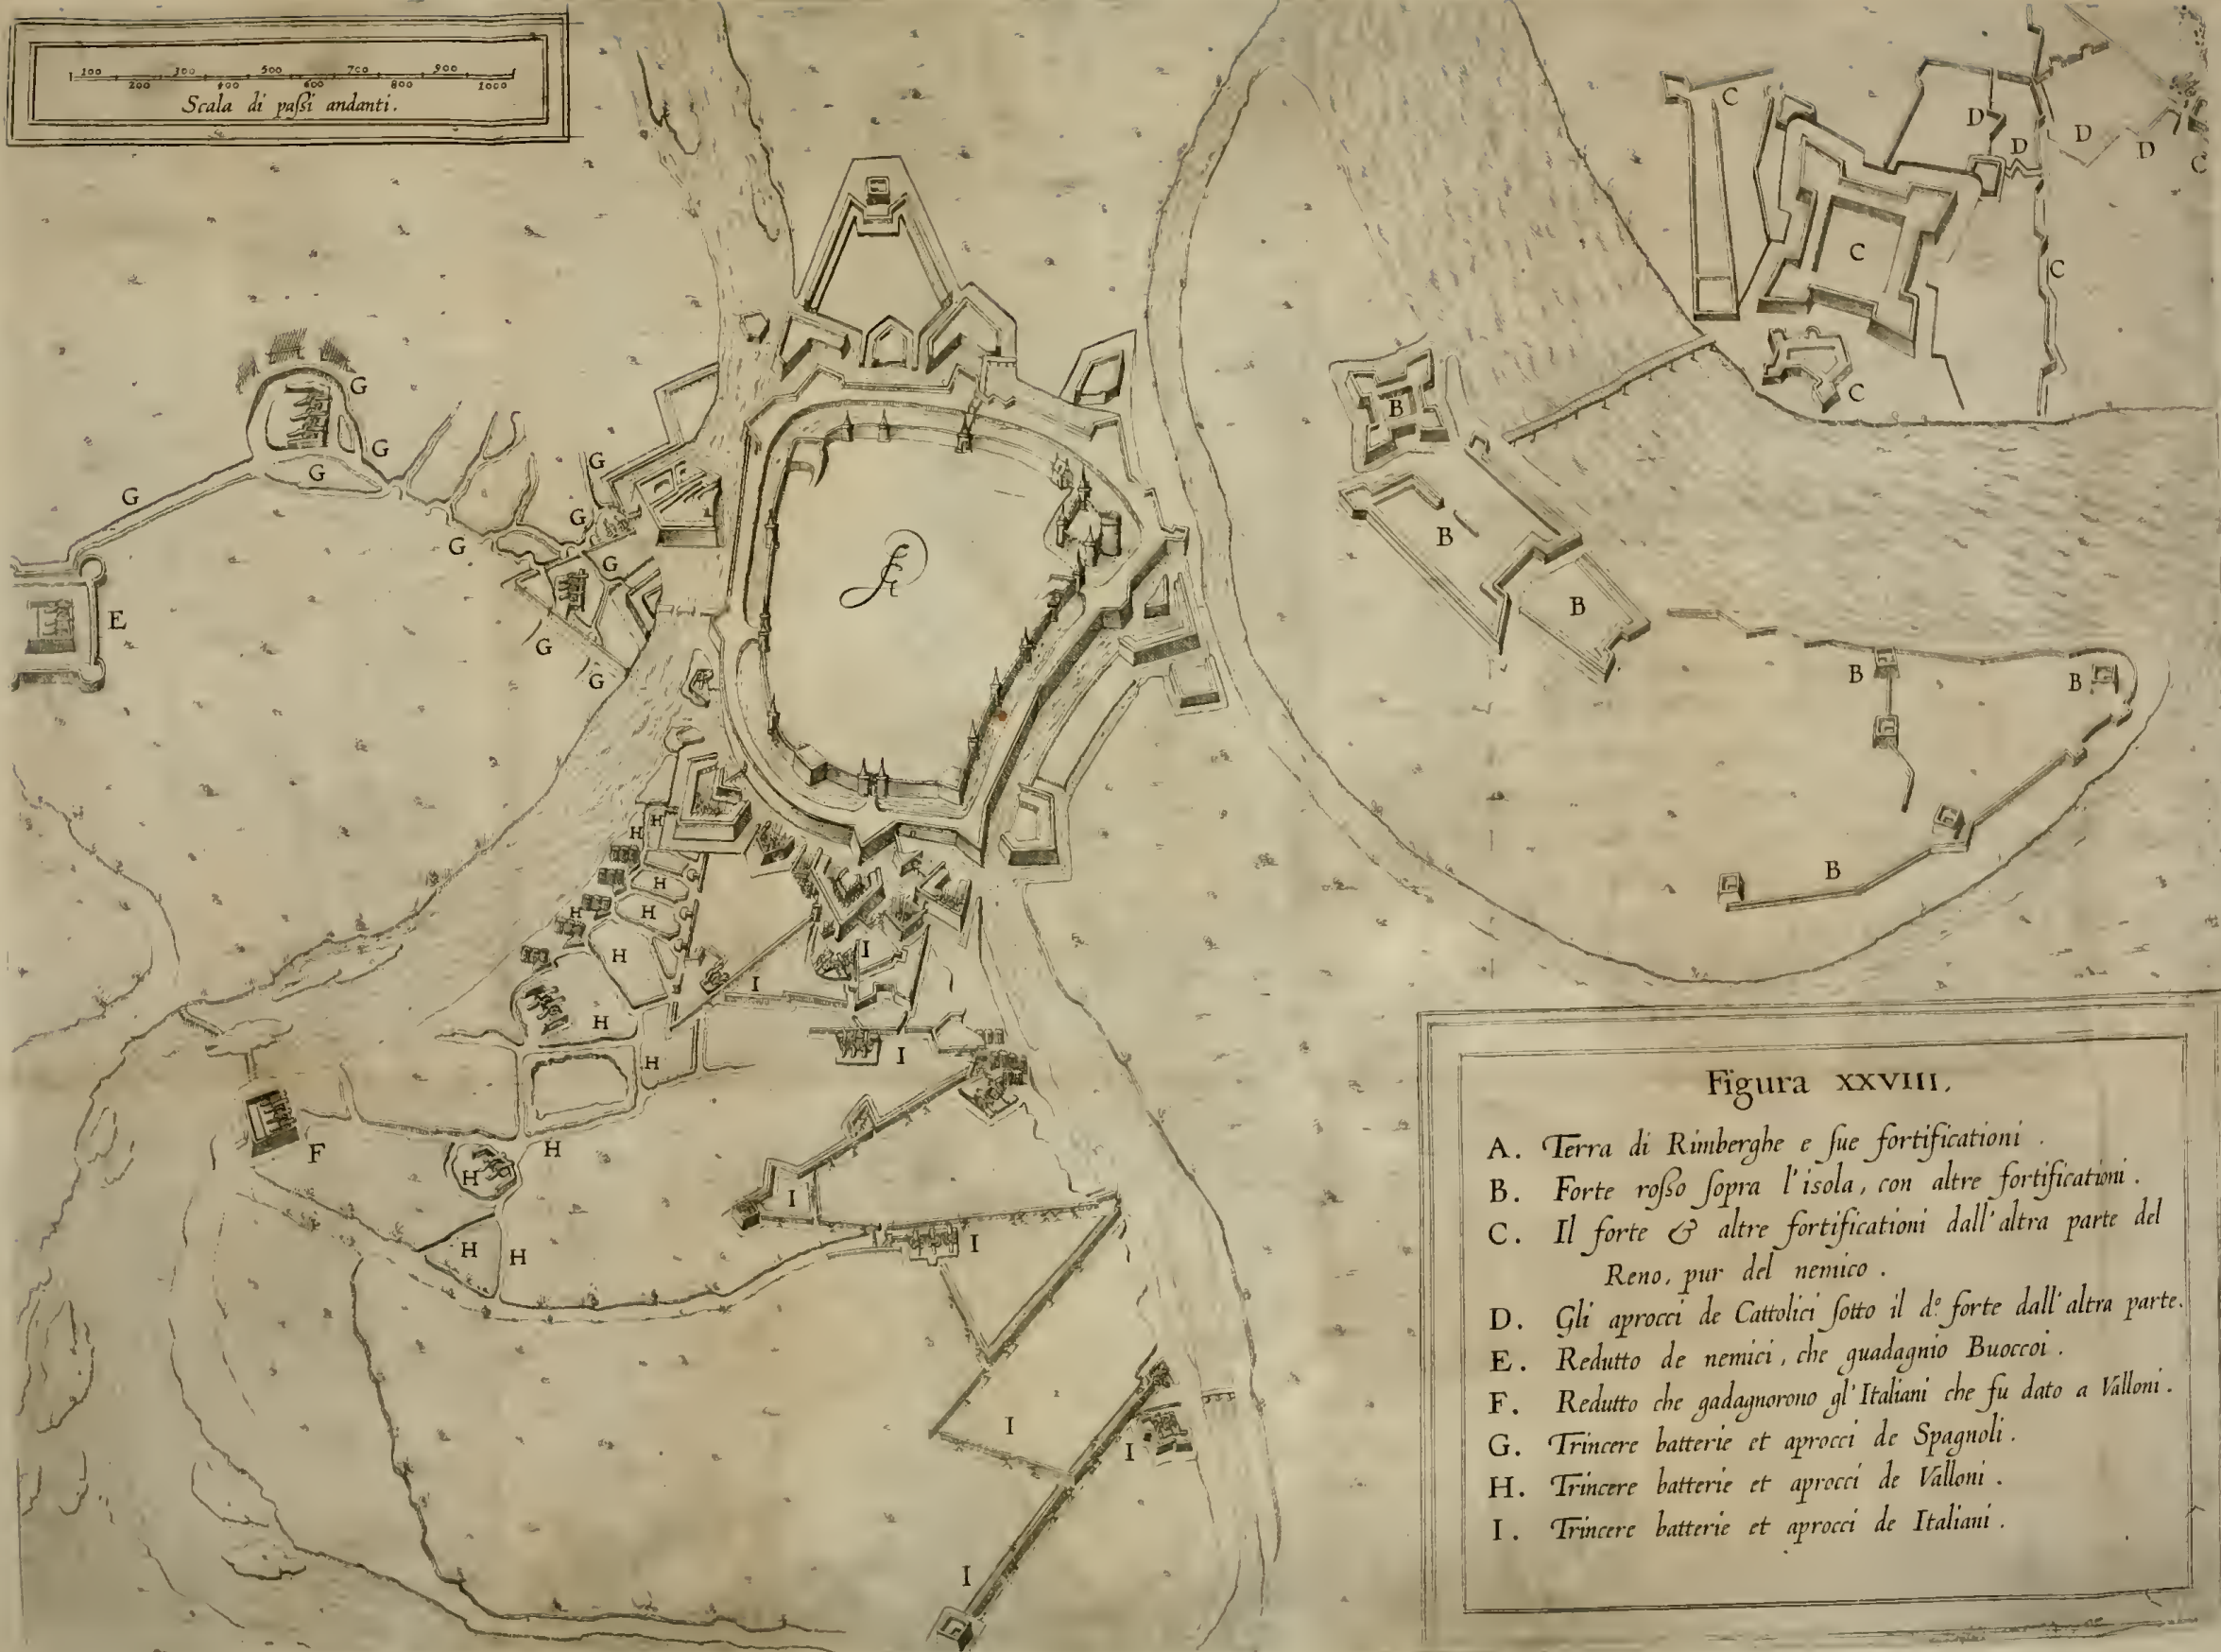 100 300 500 700 900
200 400 600 800 1000
Scala di paſſi andanti.
C
D
D
D
D
C
C
C
C
G
G
G
G
G
G
G
G
G
G
E
A
B
B
B
B
B
B
H
H
H
H
H
H
H
H
H
H
H
H
F
I
I
I
I
I
I
I
I
Figura XXVIII.
A. Terra di Rimberghe e ſue fortificationi.
B. Forte roſſo ſopra l'isola, con altre fortificationi.
C. Il forte & altre fortificationi dall'altra parte del
Reno, pur del nemico.
D. Gli aprocci de Cattolici ſotto il dº forte dall'altra parte.
E. Redutto de nemici, che guadagnio Buoccoi.
F. Redutto che gadagnorono gl'Italiani che fu dato a Valloni.
G. Trincere batterie et aprocci de Spagnoli.
H. Trincere batterie et aprocci de Valloni.
I. Trincere batterie et aprocci de Italiani.